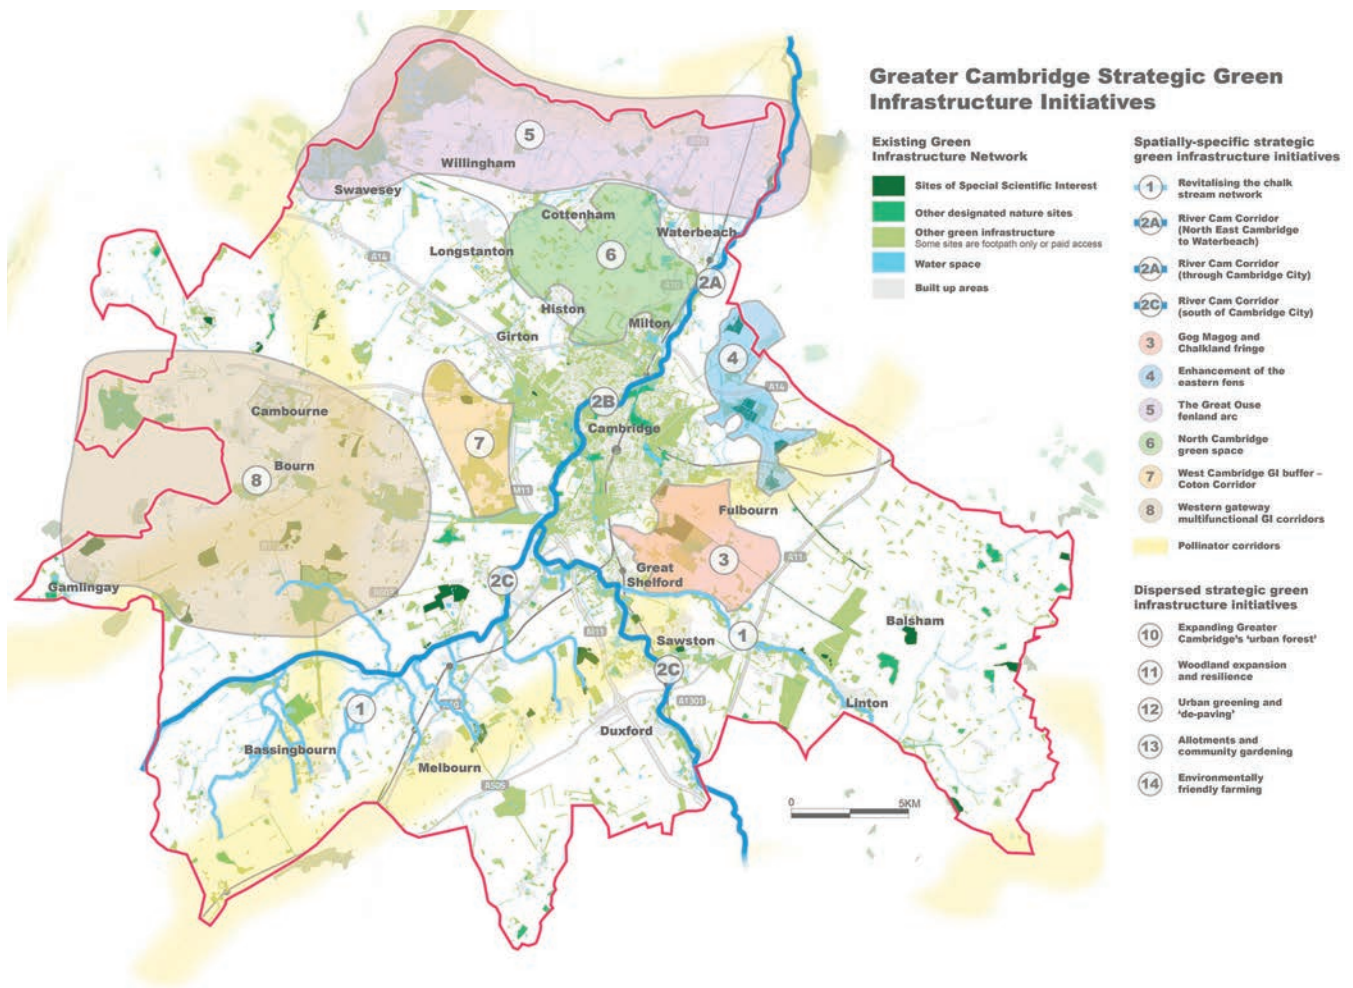 Greater Cambridge Strategic Green
Infrastructure Initiatives
Existing Green
Infrastructure Network
Sites of Special Scientific Interest
Other designated nature sites
Other green infrastructure
Some sites are footpath only or paid access
Water space
Built up areas
Spatially-specific strategic
green infrastructure initiatives
1
Revitalising the chalk
stream network
2A
River Cam Corridor
(North East Cambridge
to Waterbeach)
2A
River Cam Corridor
(through Cambridge City)
2C
River Cam Corridor
(south of Cambridge City)
3
Gog Magog and
Chalkland fringe
4
Enhancement of the
eastern fens
5
The Great Ouse
fenland arc
6
North Cambridge
green space
7
West Cambridge GI buffer –
Coton Corridor
8
Western gateway
multifunctional GI corridors
Pollinator corridors
Dispersed strategic green
infrastructure initiatives
10
Expanding Greater
Cambridge's 'urban forest'
11
Woodland expansion
and resilience
12
Urban greening and
'de-paving'
13
Allotments and
community gardening
14
Environmentally
friendly farming
5
Willingham
Swavesey
Cottenham
Waterbeach
Longstanton
A14
6
2A
Histon
Milton
Girton
4
A14
Cambourne
2B
Cambridge
7
Bourn
8
M11
Fulbourn
3
A11
Great
Shelford
Gamlingay
2C
Balsham
Sawston
1
2C
A1301
Linton
1
Duxford
Bassingbourn
Melbourn
A505
0
5KM